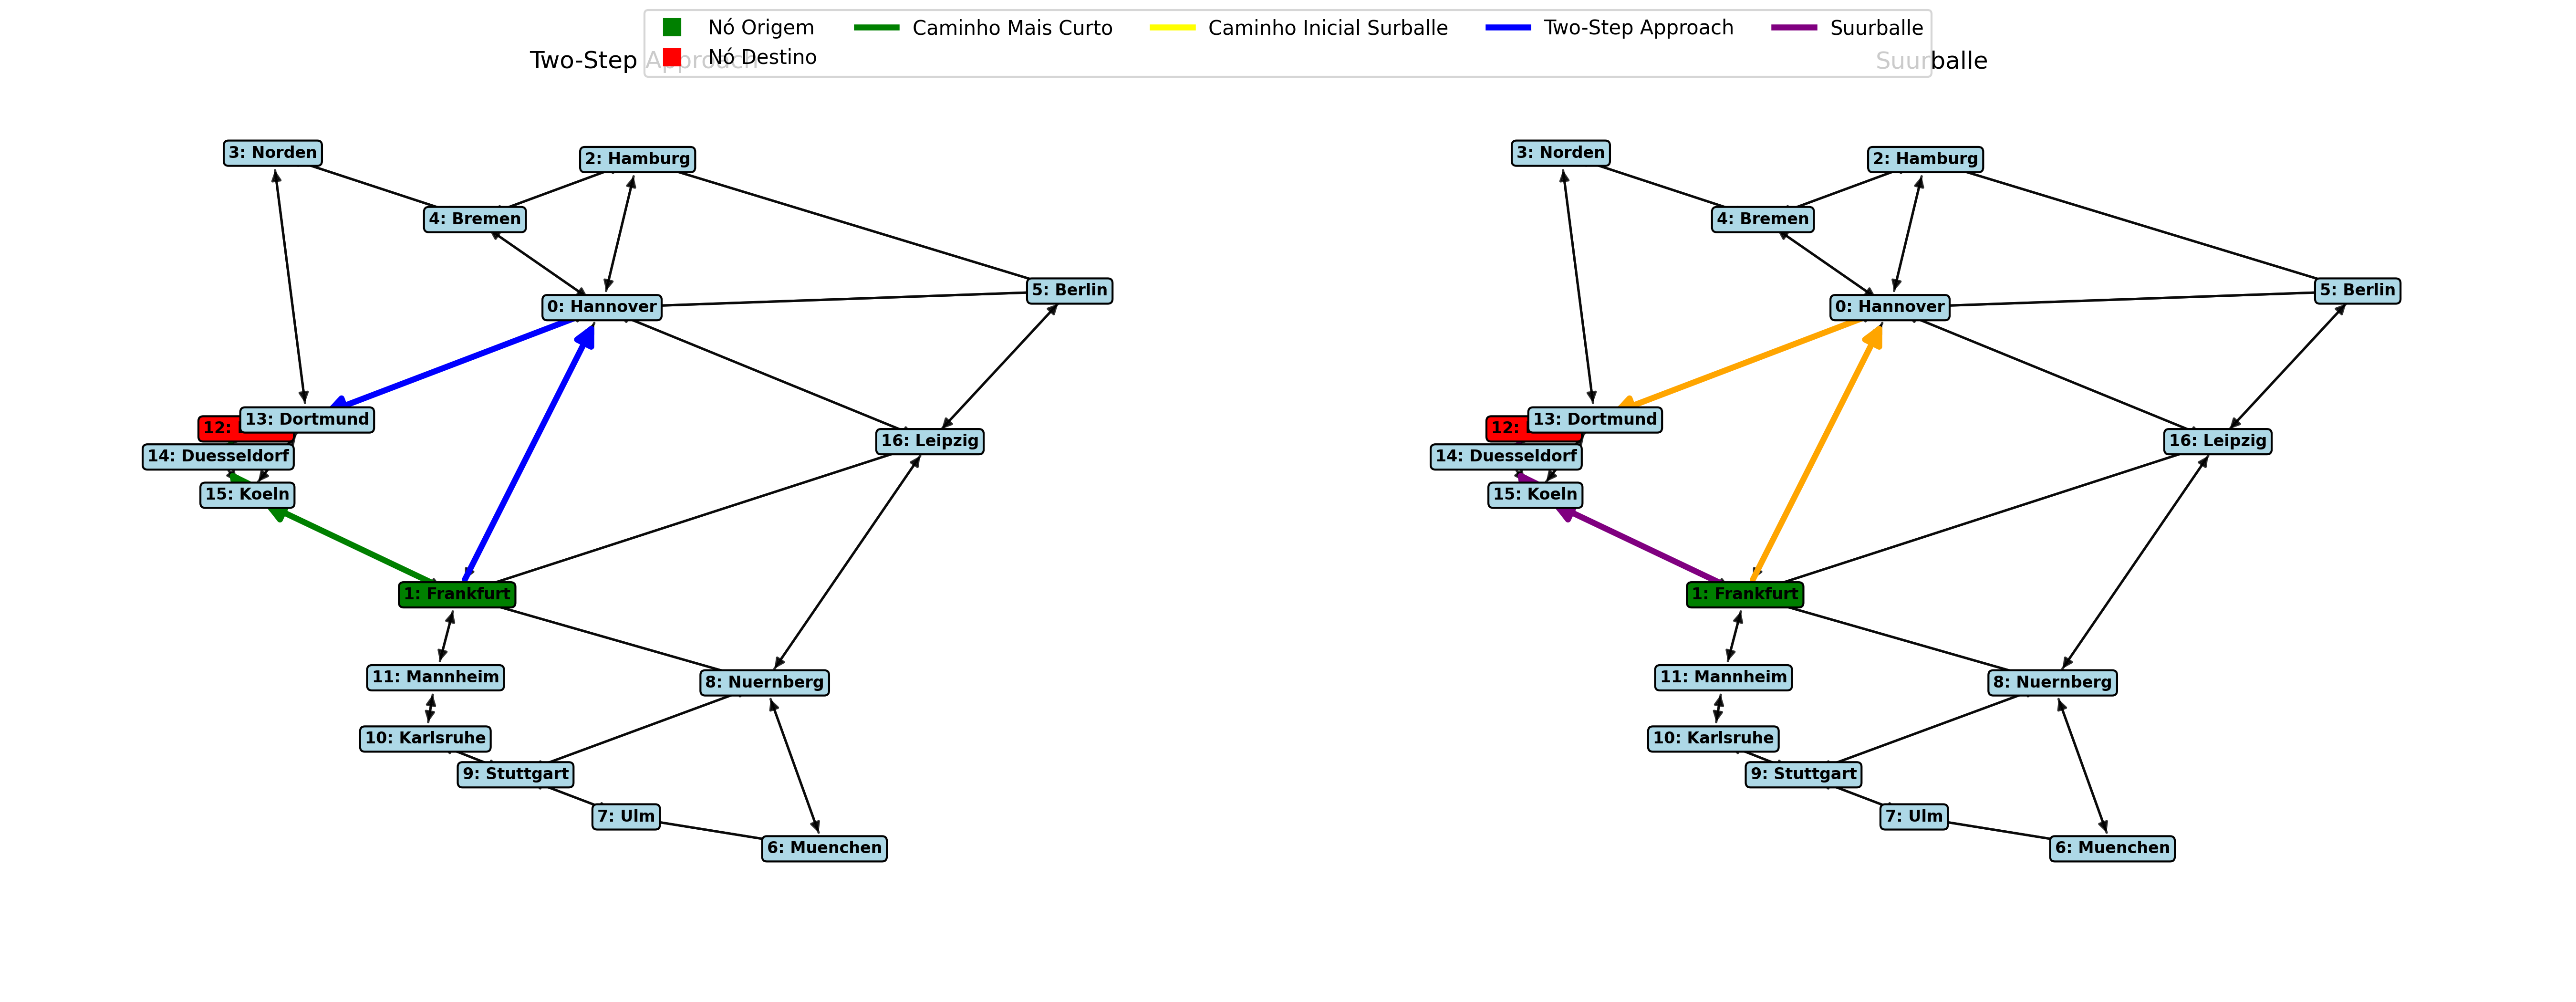 Nó Origem
Nó Destino
Caminho Mais Curto
Caminho Inicial Surballe
Two-Step Approach
Suurballe
Two-Step Approach
3: Norden
2: Hamburg
4: Bremen
5: Berlin
0: Hannover
13: Dortmund
12:
14: Duesseldorf
16: Leipzig
15: Koeln
1: Frankfurt
11: Mannheim
8: Nuernberg
10: Karlsruhe
9: Stuttgart
7: Ulm
6: Muenchen
Suurballe
3: Norden
2: Hamburg
4: Bremen
5: Berlin
0: Hannover
13: Dortmund
12:
14: Duesseldorf
16: Leipzig
15: Koeln
1: Frankfurt
11: Mannheim
8: Nuernberg
10: Karlsruhe
9: Stuttgart
7: Ulm
6: Muenchen